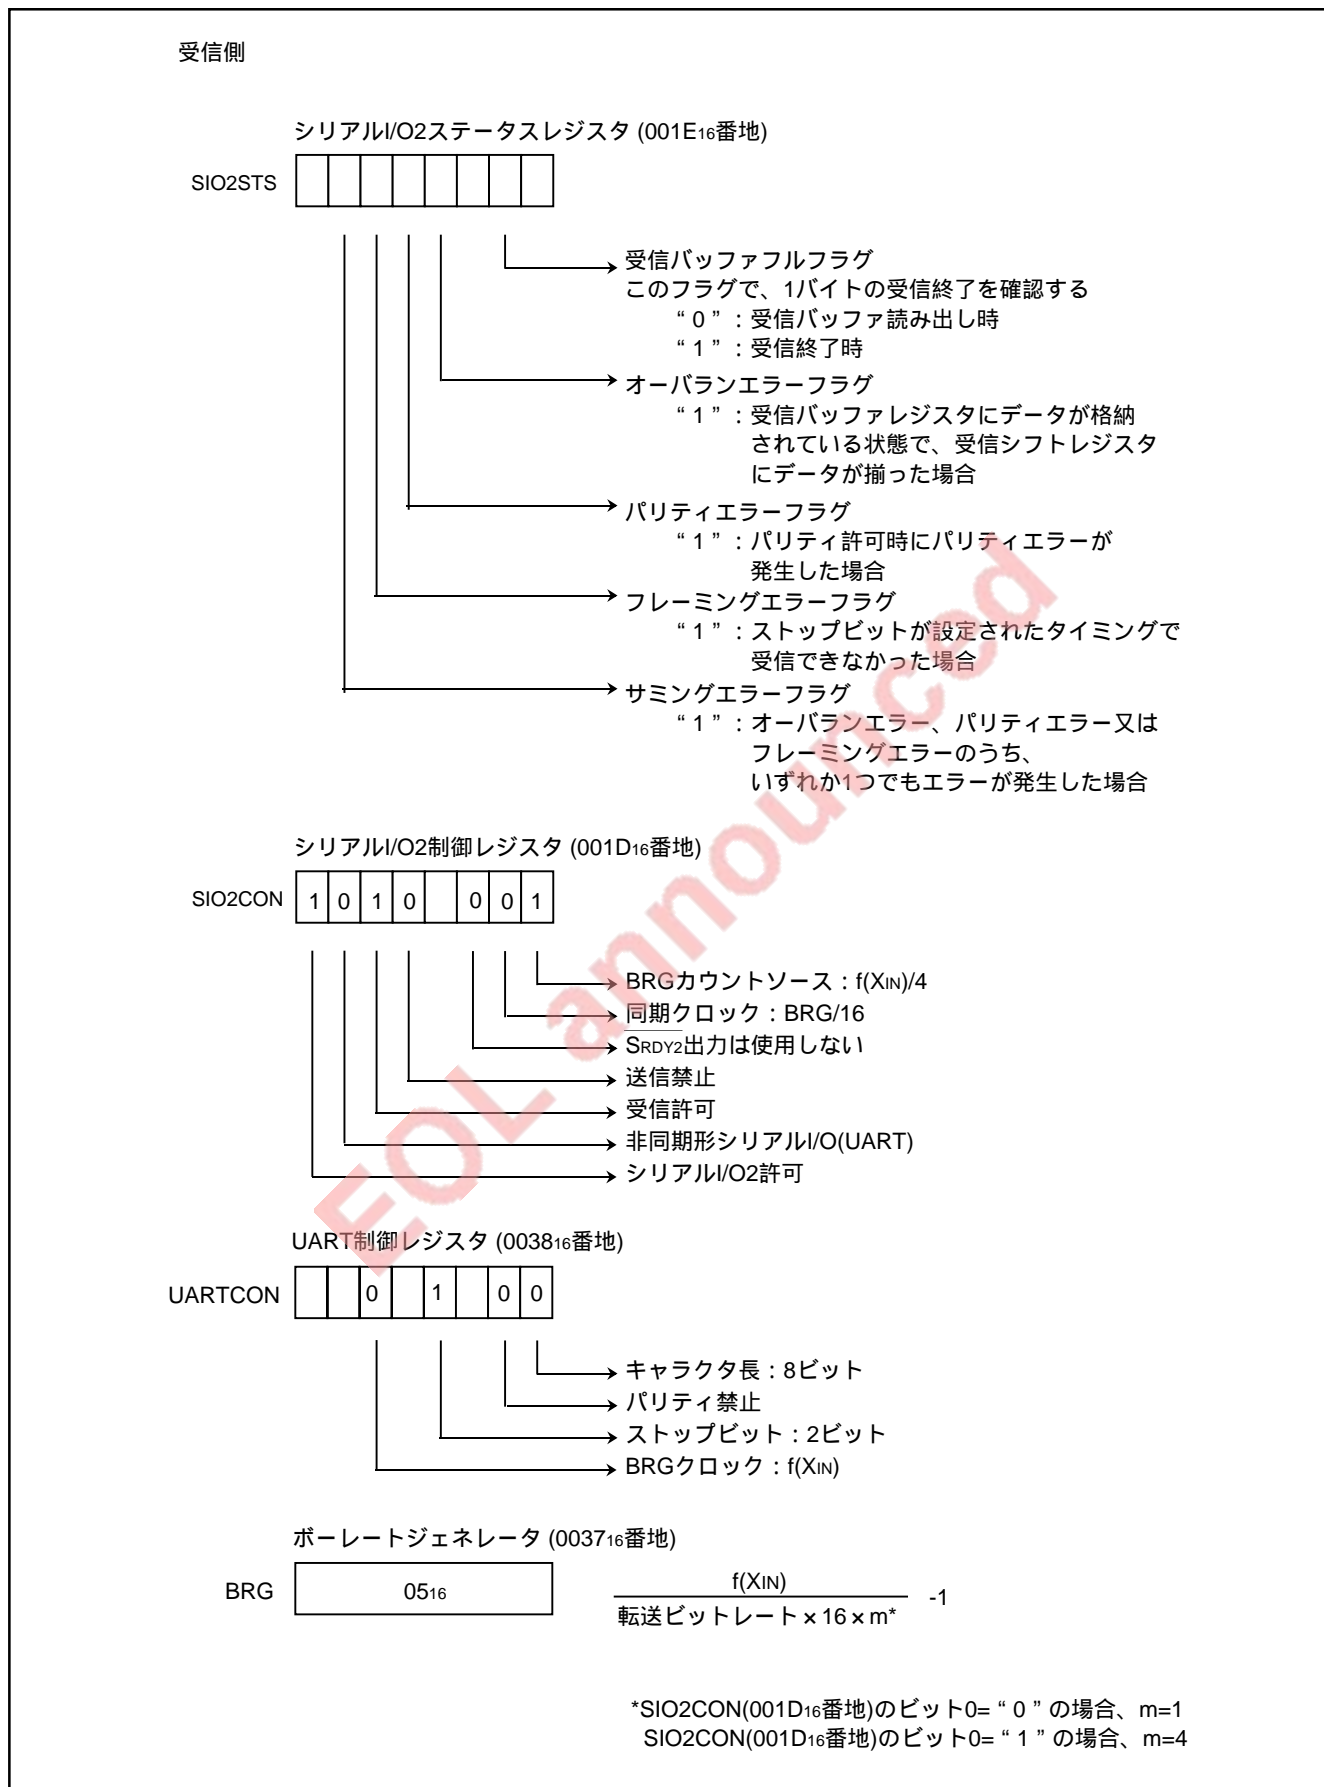 受信側
シリアルI/O2ステータスレジスタ (001E16番地)
SIO2STS
受信バッファフルフラグ
このフラグで、1バイトの受信終了を確認する
“ 0 ” : 受信バッファ読み出し時
“ 1 ” : 受信終了時
オーバランエラーフラグ
“ 1 ” : 受信バッファレジスタにデータが格納
されている状態で、受信シフトレジスタ
にデータが揃った場合
パリティエラーフラグ
“ 1 ” : パリティ許可時にパリティエラーが
発生した場合
フレーミングエラーフラグ
“ 1 ” : ストップビットが設定されたタイミングで
受信できなかった場合
サミングエラーフラグ
“ 1 ” : オーバランエラー、パリティエラー又は
フレーミングエラーのうち、
いずれか1つでもエラーが発生した場合
シリアルI/O2制御レジスタ (001D16番地)
SIO2CON 1 0 1 0 0 0 1
BRGカウントソース : f(XIN)/4
同期クロック : BRG/16
SRDY2出力は使用しない
送信禁止
受信許可
非同期形シリアルI/O(UART)
シリアルI/O2許可
UART制御レジスタ (003816番地)
UARTCON 0 1 0 0
キャラクタ長 : 8ビット
パリティ禁止
ストップビット : 2ビット
BRGクロック : f(XIN)
ボーレートジェネレータ (003716番地)
BRG 0516
f(XIN)
転送ビットレート × 16 × m*
-1
*SIO2CON(001D16番地)のビット0= “ 0 ” の場合、m=1
SIO2CON(001D16番地)のビット0= “ 1 ” の場合、m=4
EOL announced